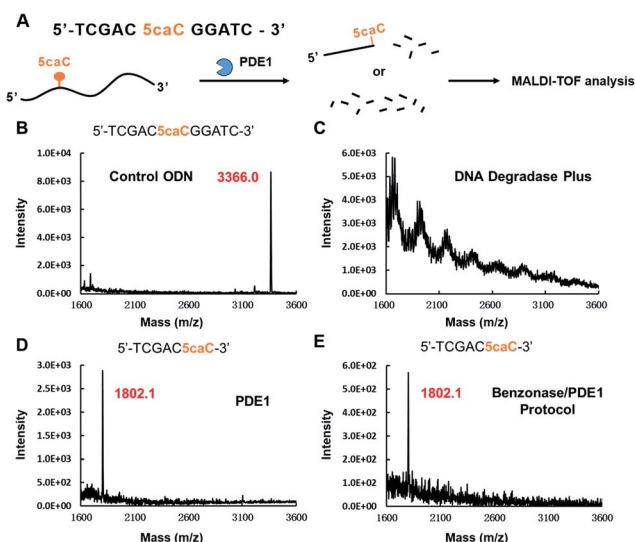 A
5'-TCGAC 5caC GGATC - 3'
5caC
5'
3'
PDE1
5caC
5'
or
MALDI-TOF analysis
B
5'-TCGAC5caCGGATC-3'
Control ODN
3366.0
Intensity
1.0E+04
8.0E+03
6.0E+03
4.0E+03
2.0E+03
0.0E+00
1600 2100 2600 3100 3600
Mass (m/z)
C
DNA Degradase Plus
Intensity
6.0E+03
5.0E+03
4.0E+03
3.0E+03
2.0E+03
1.0E+03
0.0E+00
1600 2100 2600 3100 3600
Mass (m/z)
D
5'-TCGAC5caC-3'
1802.1
PDE1
Intensity
3.0E+03
2.5E+03
2.0E+03
1.5E+03
1.0E+03
5.0E+02
0.0E+00
1600 2100 2600 3100 3600
Mass (m/z)
E
5'-TCGAC5caC-3'
1802.1
Benzonase/PDE1
Protocol
Intensity
6.0E+02
5.0E+02
4.0E+02
3.0E+02
2.0E+02
1.0E+02
0.0E+00
1600 2100 2600 3100 3600
Mass (m/z)